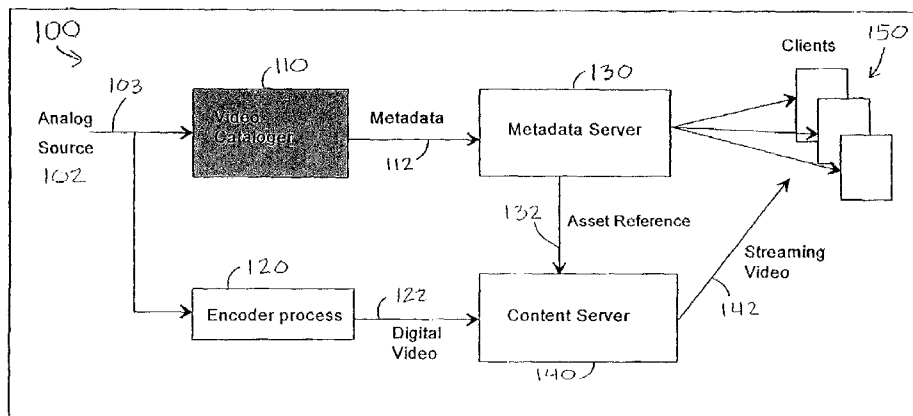 100
150
Clients
110
130
103
Analog
Source
102
Video
Cataloger
Metadata
112
Metadata Server
132
Asset Reference
Streaming
Video
142
120
Encoder process
122
Digital
Video
Content Server
140